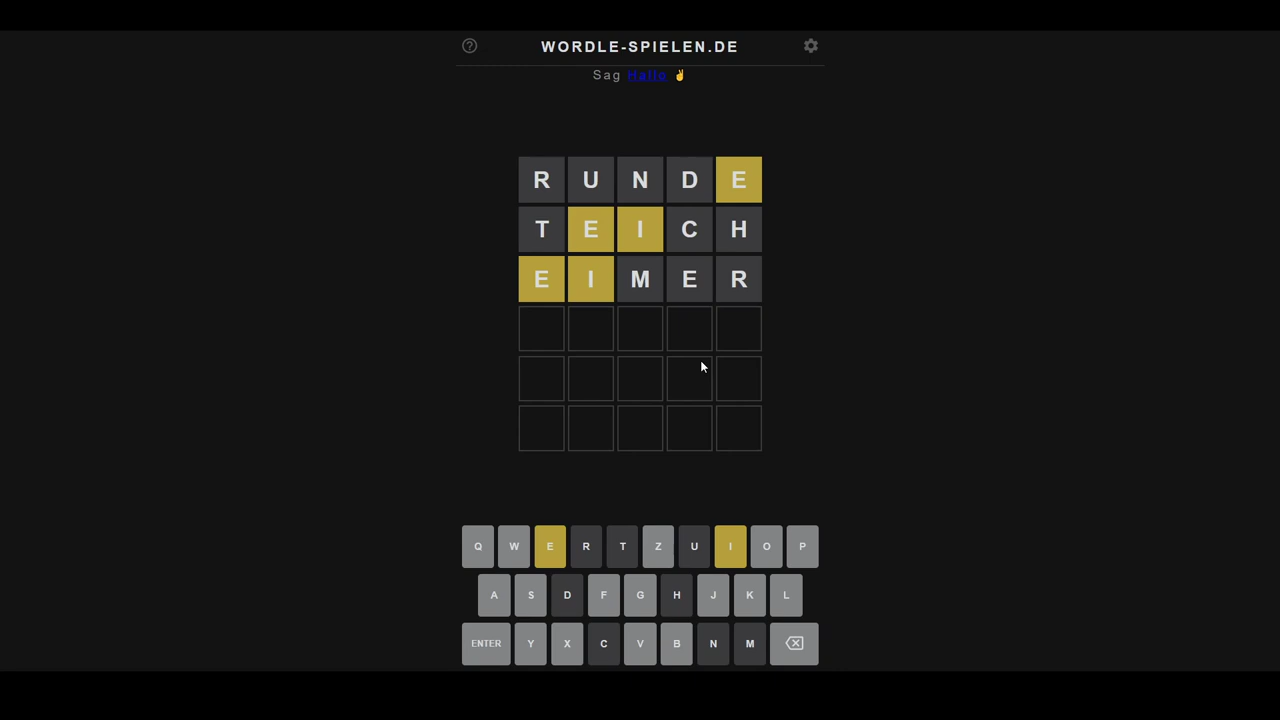 WORDLE-SPIELEN.DE
Sag Hallo ✌
R U N D E
T E I C H
E I M E R
Q W E R T Z U I O P
A S D F G H J K L
ENTER Y X C V B N M